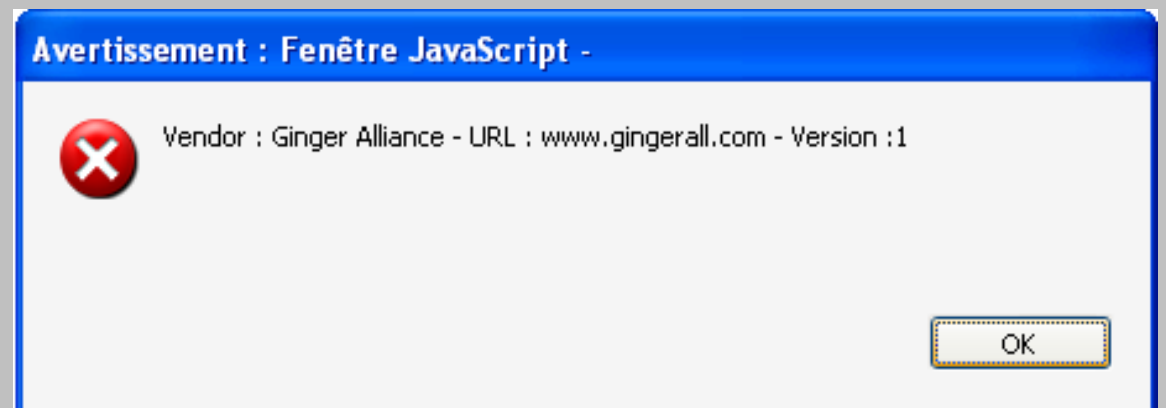 Avertissement : Fenêtre JavaScript -
Vendor : Ginger Alliance - URL : www.gingerall.com - Version :1
OK